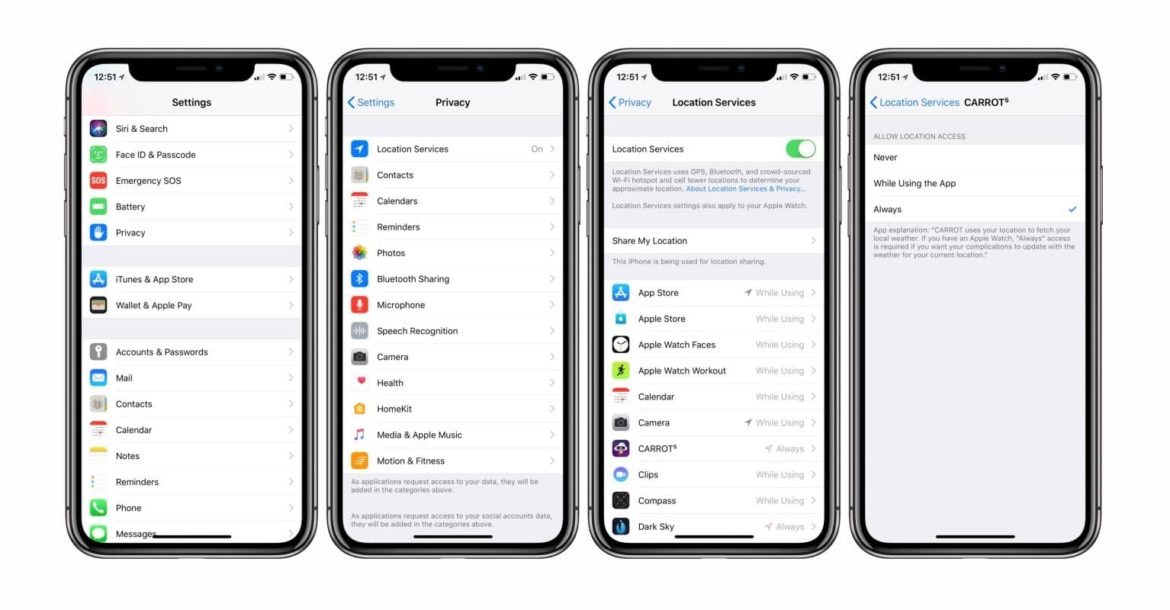 12:51
Settings
Siri & Search
Face ID & Passcode
SOS
Emergency SOS
Battery
Privacy
iTunes & App Store
Wallet & Apple Pay
Accounts & Passwords
Mail
Contacts
Calendar
Notes
Reminders
Phone
Messages
12:51
Settings
Privacy
Location Services On
Contacts
Calendars
Reminders
Photos
Bluetooth Sharing
Microphone
Speech Recognition
Camera
Health
HomeKit
Media & Apple Music
Motion & Fitness
As applications request access to your data, they will be
added in the categories above.
As applications request access to your social accounts data,
they will be added in the categories above.
12:51
Privacy
Location Services
Location Services
Location Services uses GPS, Bluetooth, and crowd-sourced
Wi-Fi hotspot and cell tower locations to determine your
approximate location. About Location Services & Privacy...
Location Services settings also apply to your Apple Watch.
Share My Location
This iPhone is being used for location sharing.
App Store While Using
Apple Store While Using
Apple Watch Faces While Using
Apple Watch Workout While Using
Calendar While Using
Camera While Using
CARROT⁵ Always
Clips While Using
Compass While Using
Dark Sky Always
12:51
Location Services
CARROT⁵
ALLOW LOCATION ACCESS
Never
While Using the App
Always
App explanation: "CARROT uses your location to fetch your
local weather. If you have an Apple Watch, "Always" access
is required if you want your complications to update with the
weather for your current location."